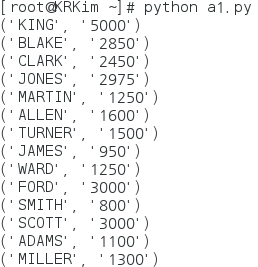 [root@KRKim ~]# python a1.py
('KING', '5000')
('BLAKE', '2850')
('CLARK', '2450')
('JONES', '2975')
('MARTIN', '1250')
('ALLEN', '1600')
('TURNER', '1500')
('JAMES', '950')
('WARD', '1250')
('FORD', '3000')
('SMITH', '800')
('SCOTT', '3000')
('ADAMS', '1100')
('MILLER', '1300')